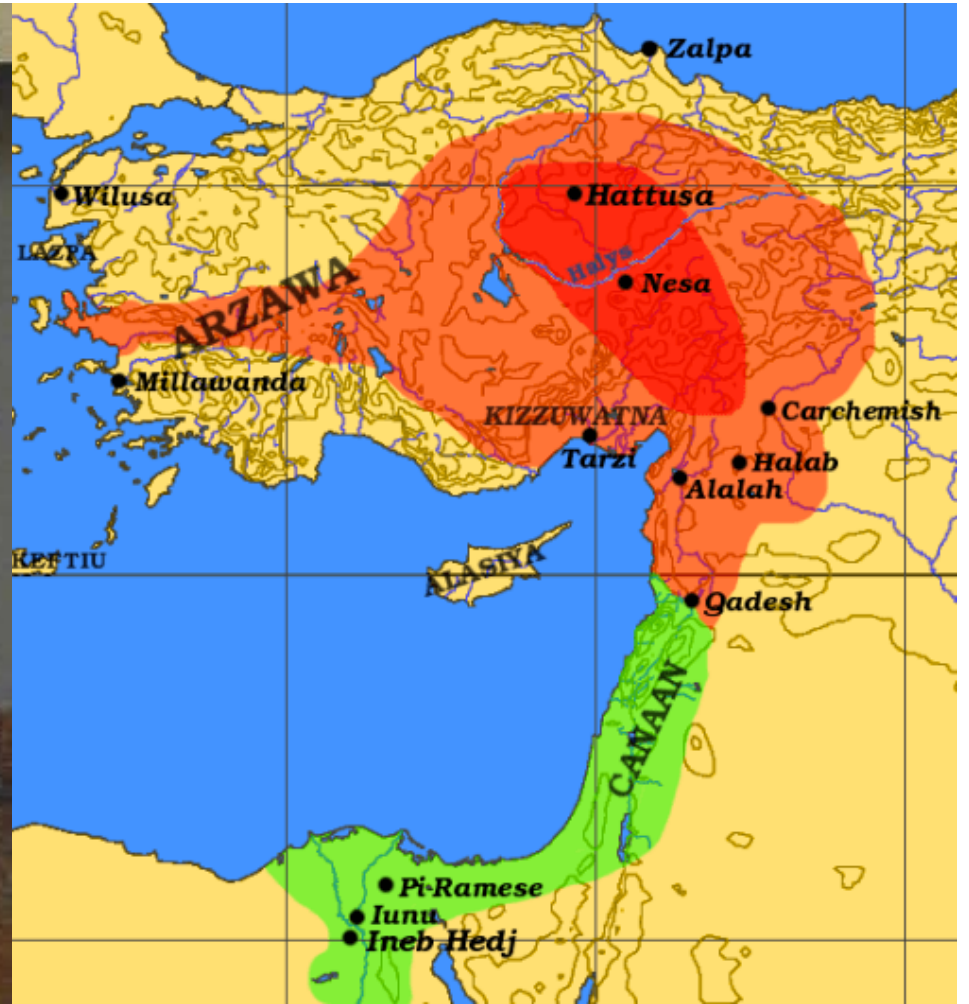 Zalpa
Wilusa
Hattusa
LAZPA
Halys
Nesa
ARZAWA
Millawanda
KIZZUWATNA
Carchemish
Tarzi
Halab
Alalah
KEFTIU
ALASIYA
Qadesh
CANAAN
Pi-Ramese
Iunu
Ineb Hedj